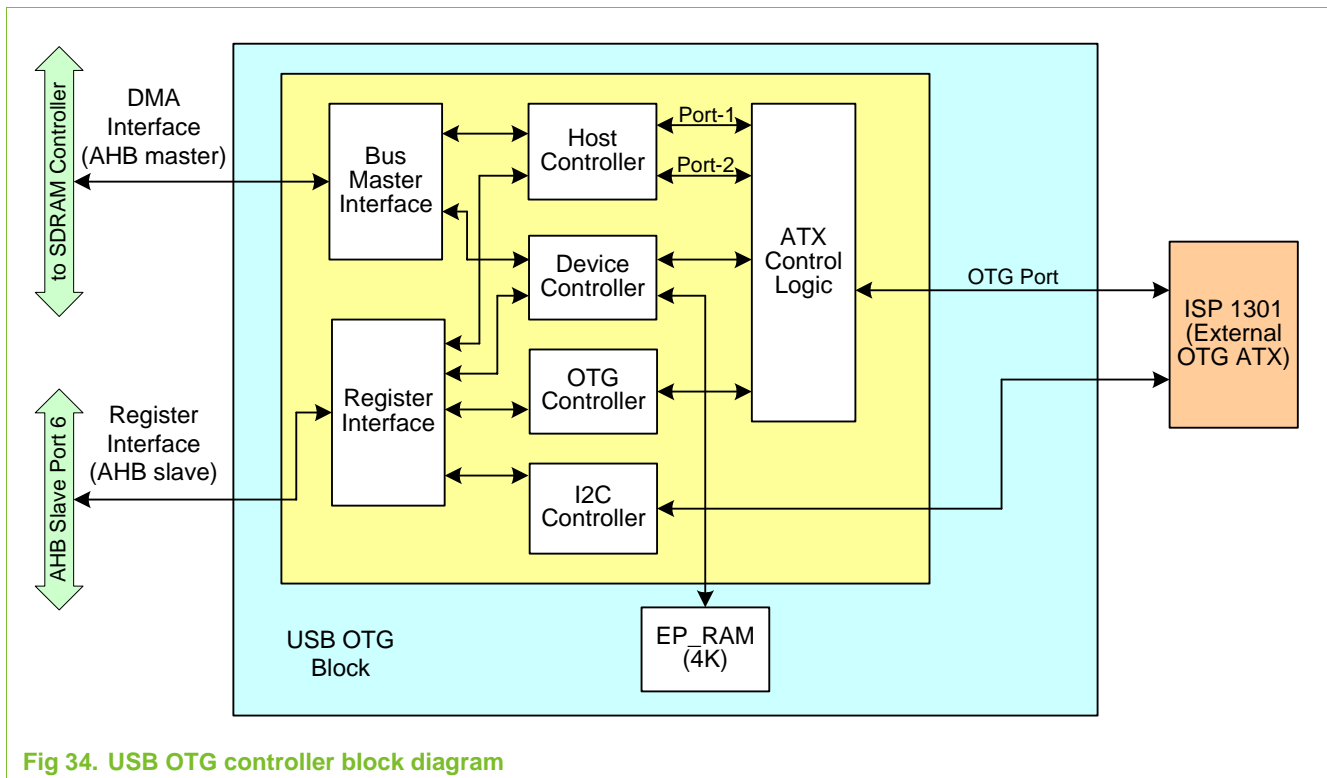 to SDRAM Controller
DMA
Interface
(AHB master)
AHB Slave Port 6
Register
Interface
(AHB slave)
Bus
Master
Interface
Register
Interface
Host
Controller
Port-1
Port-2
Device
Controller
OTG
Controller
I2C
Controller
ATX
Control
Logic
OTG Port
ISP 1301
(External
OTG ATX)
EP_RAM
(4K)
USB OTG
Block
Fig 34. USB OTG controller block diagram